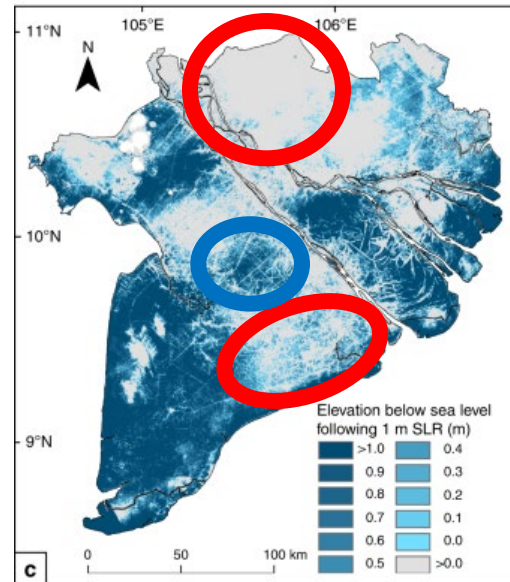 105°E 106°E
11°N
N
10°N
9°N
Elevation below sea level
following 1 m SLR (m)
>1.0 0.4
0.9 0.3
0.8 0.2
0.7 0.1
0.6 0.0
0.5 >0.0
c
0 50 100 km